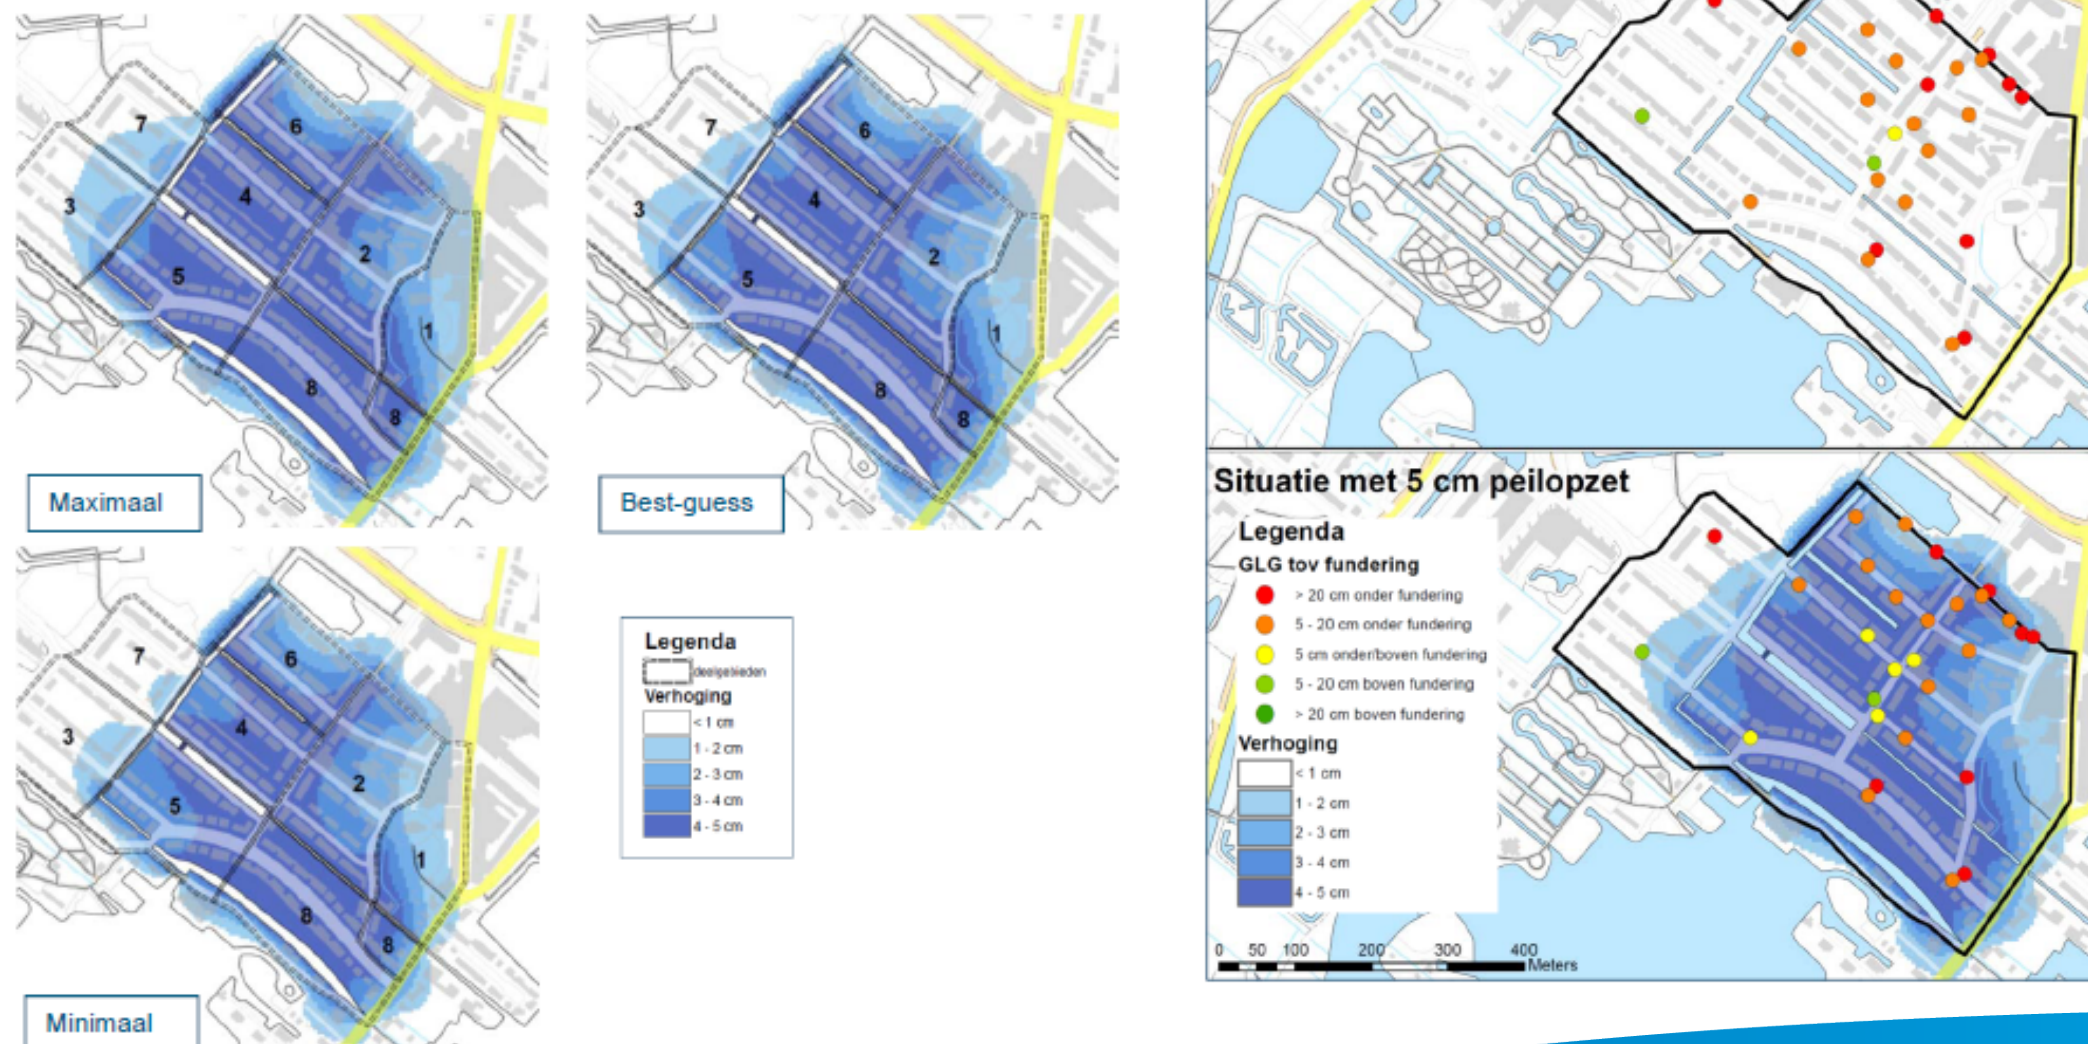 7
6
3
4
2
5
1
8
8
Maximaal
7
6
3
4
2
5
1
8
8
Best-guess
7
6
3
4
2
5
1
8
8
Minimaal
Legenda
deelgebieden
Verhoging
< 1 cm
1 - 2 cm
2 - 3 cm
3 - 4 cm
4 - 5 cm
Situatie met 5 cm peilopzet
Legenda
GLG tov fundering
> 20 cm onder fundering
5 - 20 cm onder fundering
5 cm onder/boven fundering
5 - 20 cm boven fundering
> 20 cm boven fundering
Verhoging
< 1 cm
1 - 2 cm
2 - 3 cm
3 - 4 cm
4 - 5 cm
0 50 100 200 300 400
Meters